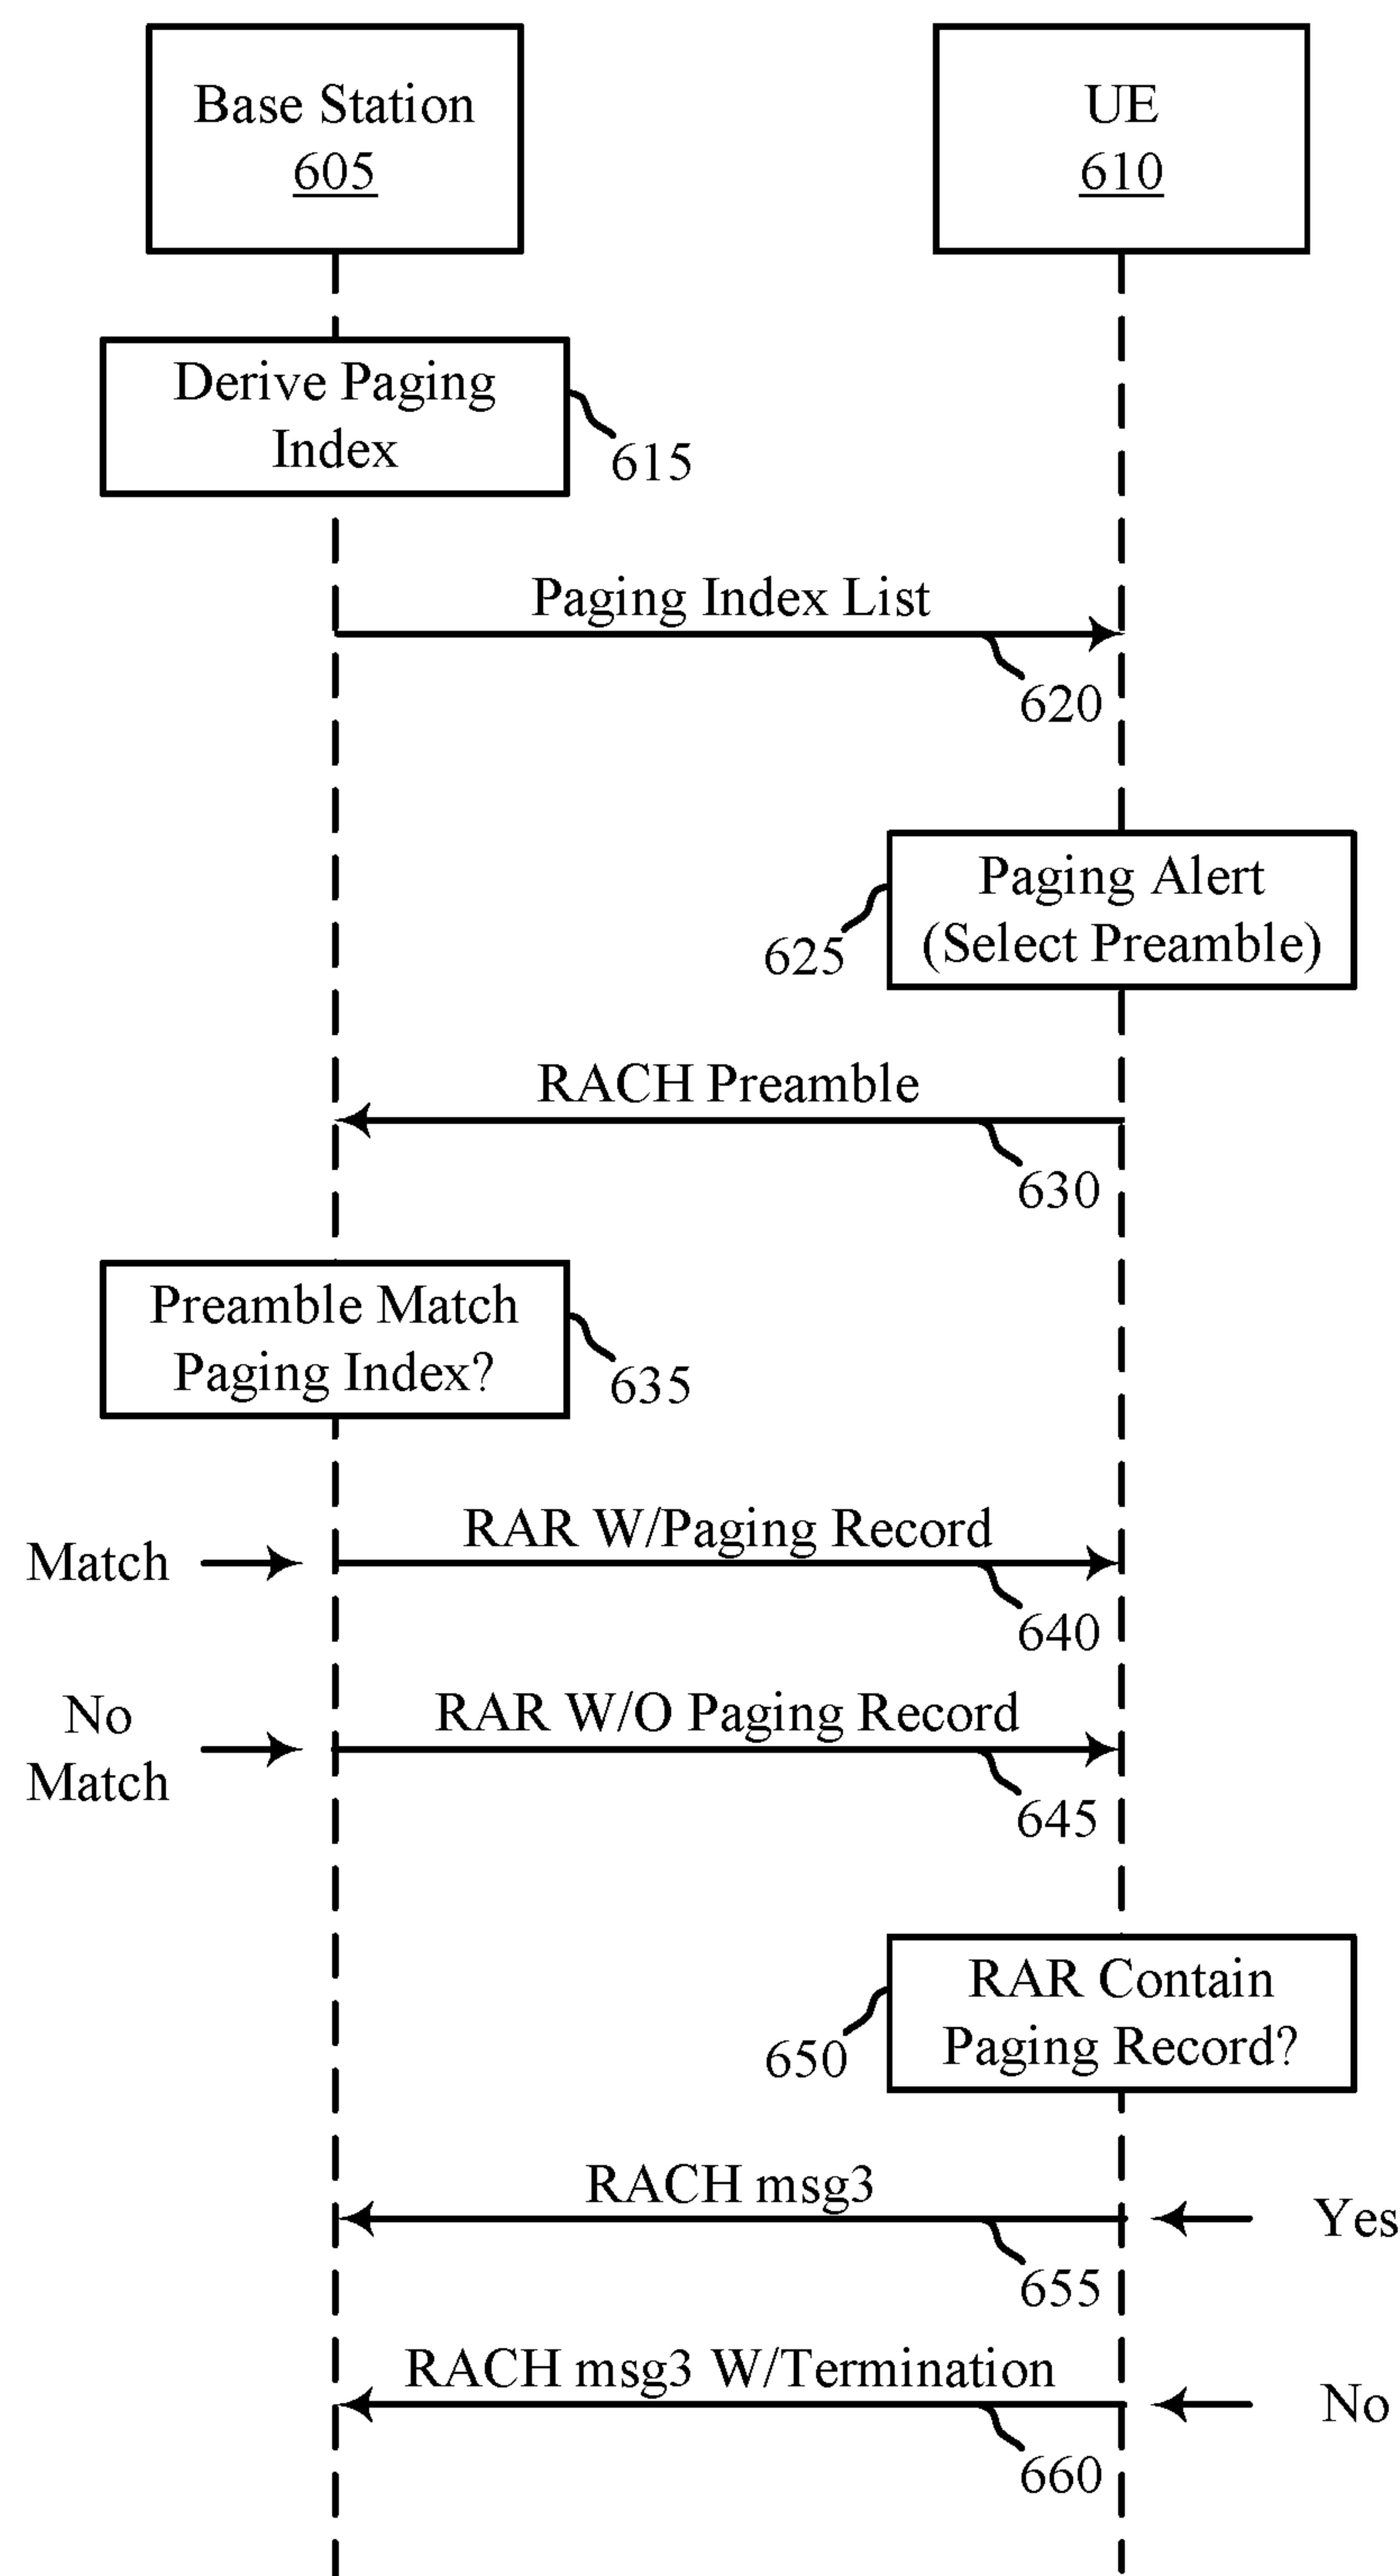 Base Station
605
UE
610
Derive Paging
Index
615
Paging Index List
620
Paging Alert
(Select Preamble)
625
RACH Preamble
630
Preamble Match
Paging Index?
635
Match
RAR W/Paging Record
640
No
Match
RAR W/O Paging Record
645
RAR Contain
Paging Record?
650
RACH msg3
Yes
655
RACH msg3 W/Termination
No
660